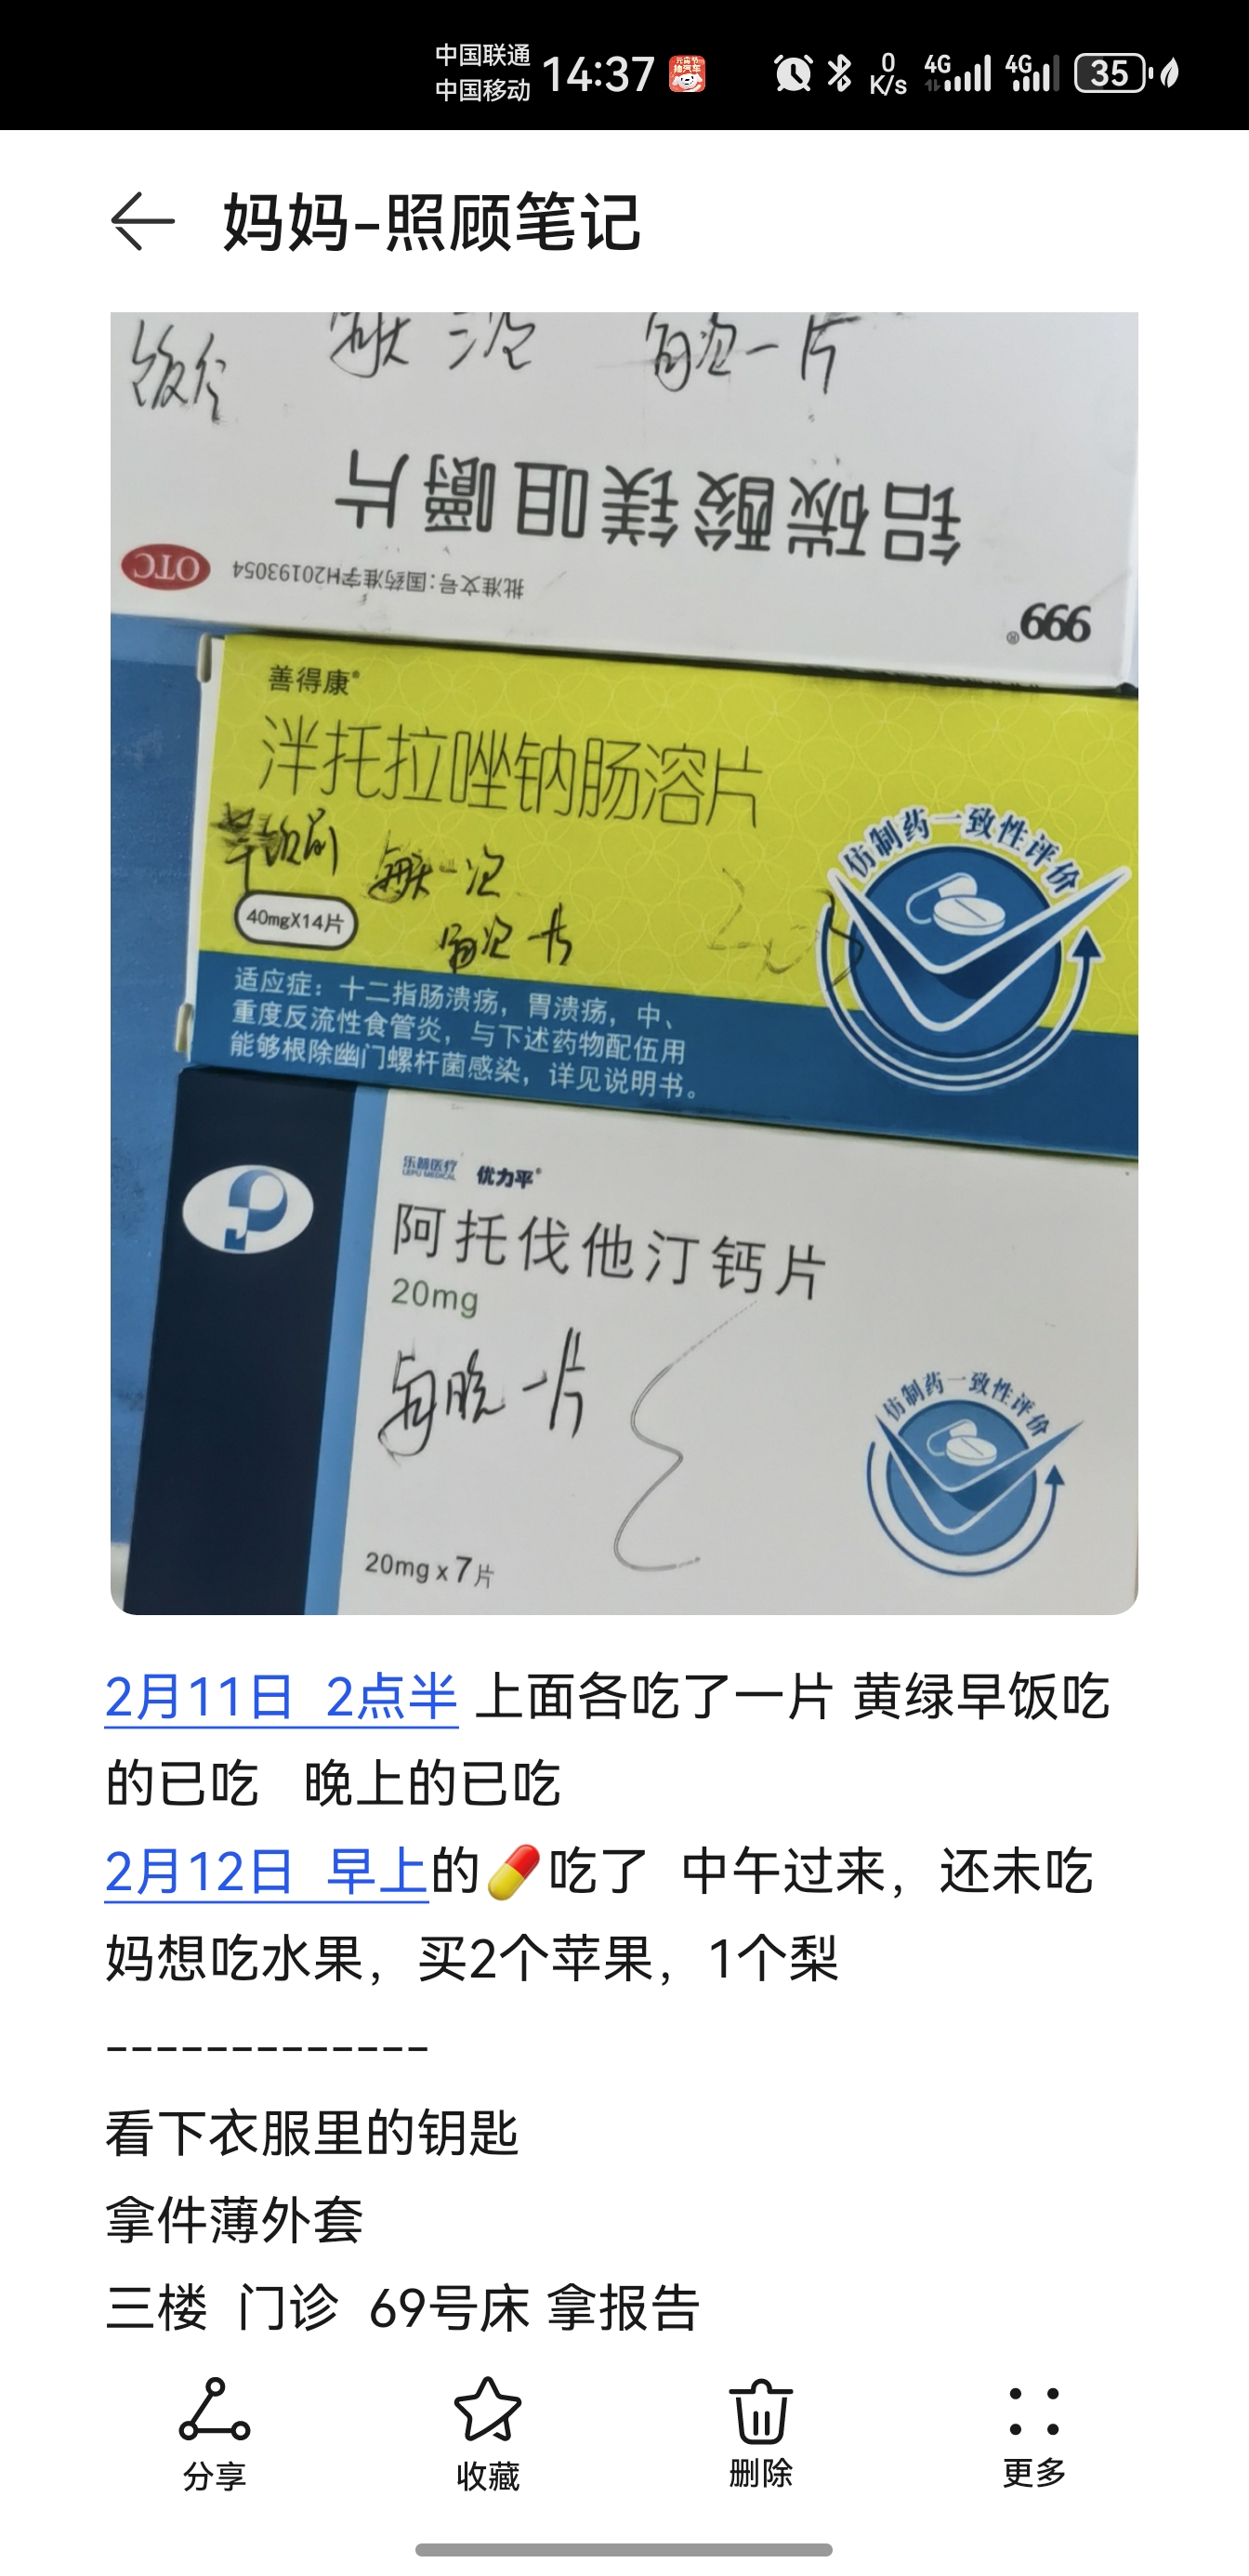 中国联通
中国移动
14:37
0
K/s
4G
4G
35
妈妈-照顾笔记
每天 三次 每次一片
铝碳酸镁咀嚼片
OTC
批准文号:国药准字H20193054
999®
善得康®
泮托拉唑钠肠溶片
早饭前 每天一次
40mgX14片
每次一片
仿制药一致性评价
适应症：十二指肠溃疡，胃溃疡，中、
重度反流性食管炎，与下述药物配伍用
能够根除幽门螺杆菌感染，详见说明书。
乐普医疗
LEPU MEDICAL
优力平®
阿托伐他汀钙片
20mg
每晚一片
仿制药一致性评价
20mg x 7片
2月11日 2点半 上面各吃了一片 黄绿早饭吃
的已吃 晚上的已吃
2月12日 早上的💊吃了 中午过来，还未吃
妈想吃水果，买2个苹果，1个梨
-------------
看下衣服里的钥匙
拿件薄外套
三楼 门诊 69号床 拿报告
分享
收藏
删除
更多